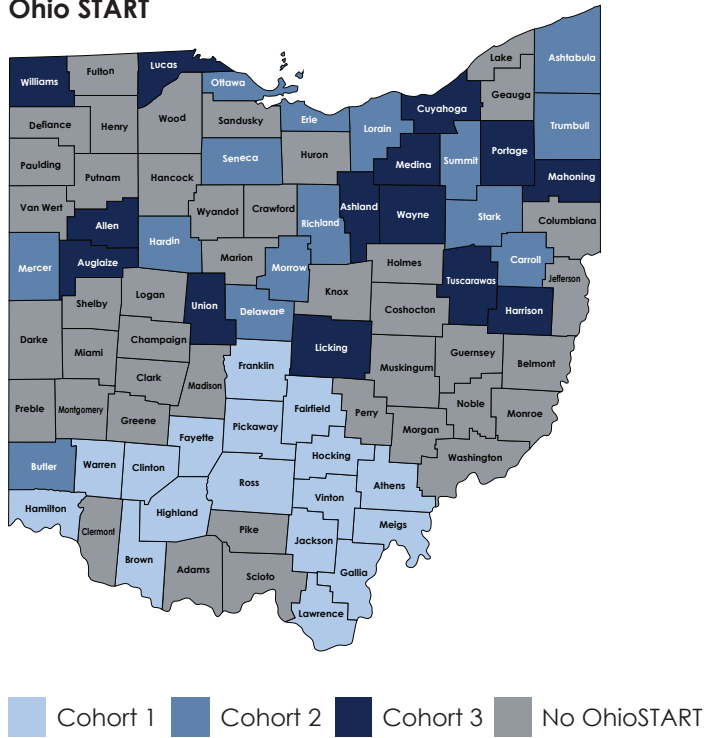 Ohio START
Williams
Fulton
Lucas
Ottawa
Lake
Ashtabula
Geauga
Cuyahoga
Defiance
Henry
Wood
Sandusky
Erie
Lorain
Trumbull
Paulding
Putnam
Hancock
Seneca
Huron
Medina
Summit
Portage
Mahoning
Van Wert
Allen
Wyandot
Crawford
Richland
Ashland
Wayne
Stark
Columbiana
Mercer
Auglaize
Hardin
Marion
Morrow
Holmes
Carroll
Tuscarawas
Jefferson
Shelby
Logan
Union
Delaware
Knox
Coshocton
Harrison
Darke
Miami
Champaign
Clark
Madison
Franklin
Licking
Muskingum
Guernsey
Belmont
Preble
Montgomery
Greene
Fayette
Pickaway
Fairfield
Perry
Morgan
Noble
Monroe
Washington
Butler
Warren
Clinton
Ross
Hocking
Vinton
Athens
Hamilton
Clermont
Highland
Pike
Jackson
Meigs
Brown
Adams
Scioto
Gallia
Lawrence
Cohort 1
Cohort 2
Cohort 3
No OhioSTART